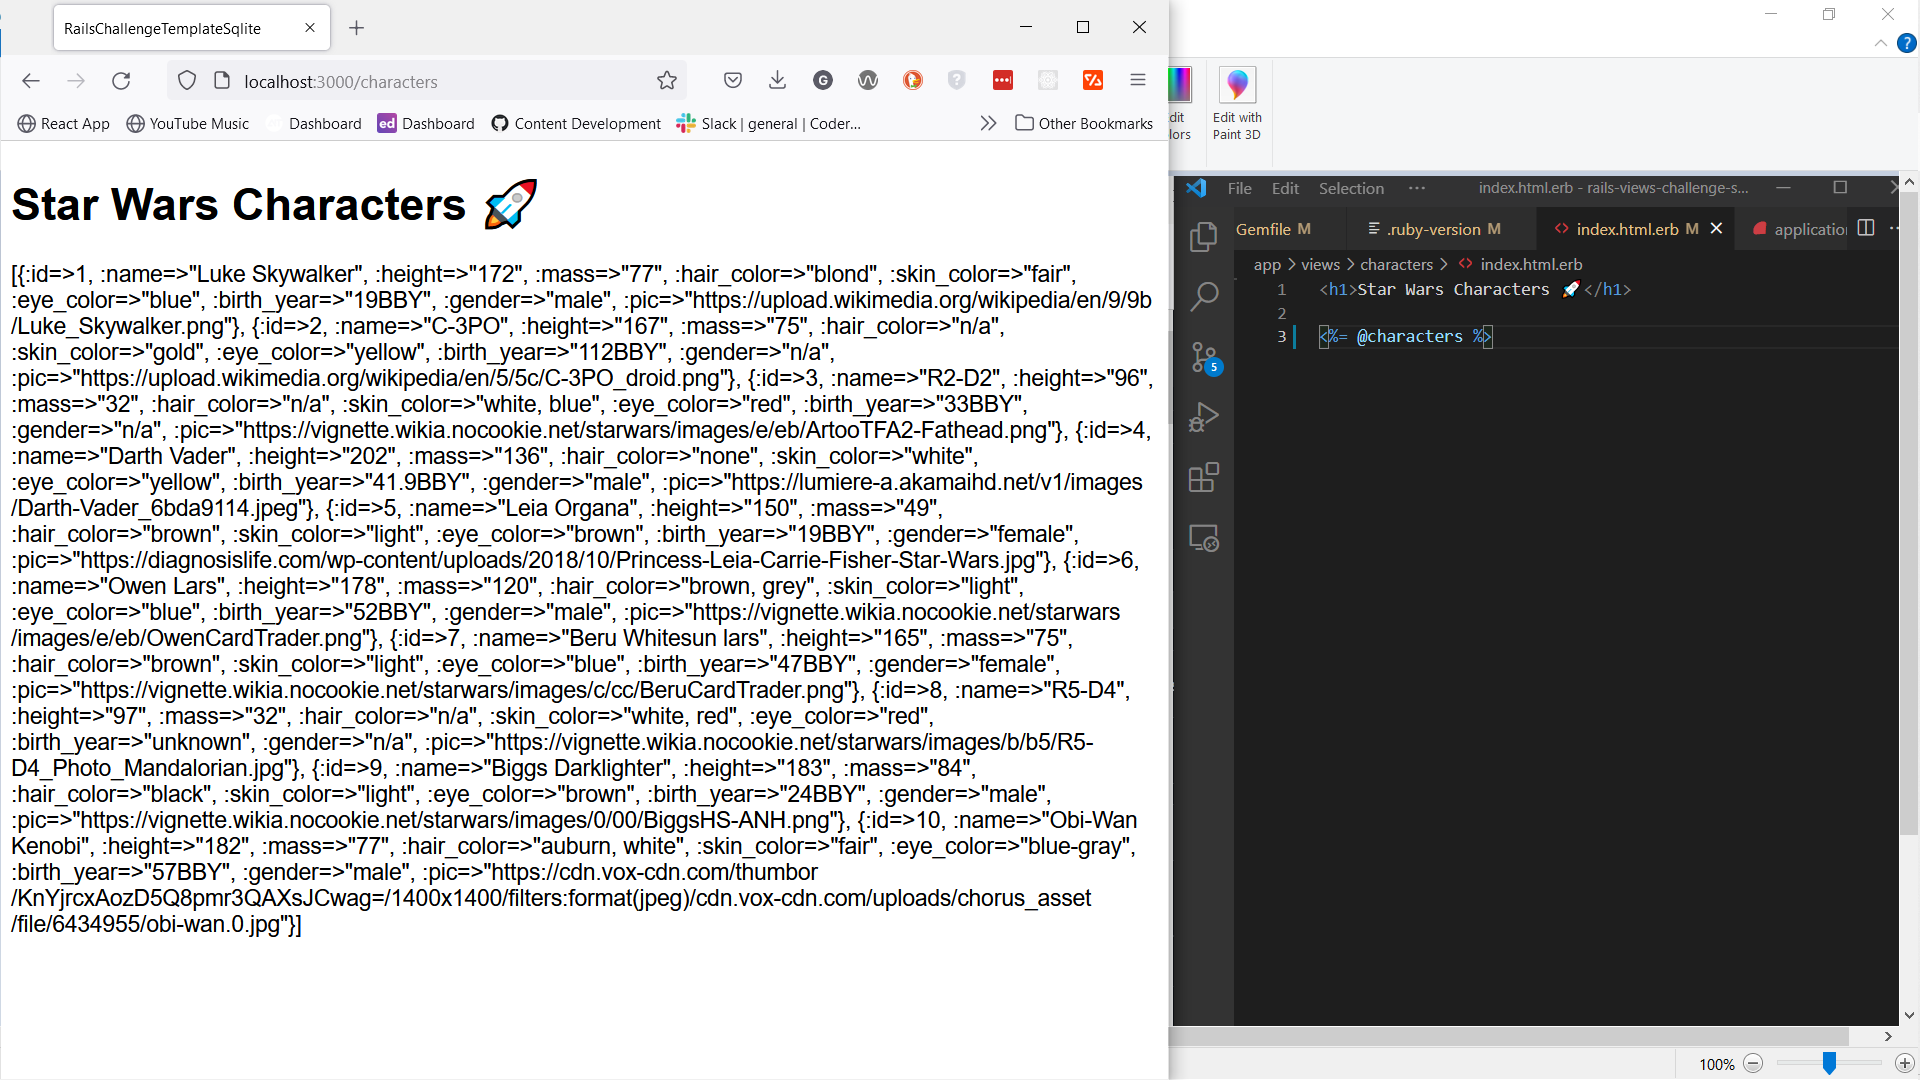 RailsChallengeTemplateSqlite
localhost:3000/characters
React App
YouTube Music
Dashboard
ed Dashboard
Content Development
Slack | general | Coder...
Other Bookmarks
Star Wars Characters 🚀
[{:id=>1, :name=>"Luke Skywalker", :height=>"172", :mass=>"77", :hair_color=>"blond", :skin_color=>"fair",
:eye_color=>"blue", :birth_year=>"19BBY", :gender=>"male", :pic=>"https://upload.wikimedia.org/wikipedia/en/9/9b
/Luke_Skywalker.png"}, {:id=>2, :name=>"C-3PO", :height=>"167", :mass=>"75", :hair_color=>"n/a",
:skin_color=>"gold", :eye_color=>"yellow", :birth_year=>"112BBY", :gender=>"n/a",
:pic=>"https://upload.wikimedia.org/wikipedia/en/5/5c/C-3PO_droid.png"}, {:id=>3, :name=>"R2-D2", :height=>"96",
:mass=>"32", :hair_color=>"n/a", :skin_color=>"white, blue", :eye_color=>"red", :birth_year=>"33BBY",
:gender=>"n/a", :pic=>"https://vignette.wikia.nocookie.net/starwars/images/e/eb/ArtooTFA2-Fathead.png"}, {:id=>4,
:name=>"Darth Vader", :height=>"202", :mass=>"136", :hair_color=>"none", :skin_color=>"white",
:eye_color=>"yellow", :birth_year=>"41.9BBY", :gender=>"male", :pic=>"https://lumiere-a.akamaihd.net/v1/images
/Darth-Vader_6bda9114.jpeg"}, {:id=>5, :name=>"Leia Organa", :height=>"150", :mass=>"49",
:hair_color=>"brown", :skin_color=>"light", :eye_color=>"brown", :birth_year=>"19BBY", :gender=>"female",
:pic=>"https://diagnosislife.com/wp-content/uploads/2018/10/Princess-Leia-Carrie-Fisher-Star-Wars.jpg"}, {:id=>6,
:name=>"Owen Lars", :height=>"178", :mass=>"120", :hair_color=>"brown, grey", :skin_color=>"light",
:eye_color=>"blue", :birth_year=>"52BBY", :gender=>"male", :pic=>"https://vignette.wikia.nocookie.net/starwars
/images/e/eb/OwenCardTrader.png"}, {:id=>7, :name=>"Beru Whitesun lars", :height=>"165", :mass=>"75",
:hair_color=>"brown", :skin_color=>"light", :eye_color=>"blue", :birth_year=>"47BBY", :gender=>"female",
:pic=>"https://vignette.wikia.nocookie.net/starwars/images/c/cc/BeruCardTrader.png"}, {:id=>8, :name=>"R5-D4",
:height=>"97", :mass=>"32", :hair_color=>"n/a", :skin_color=>"white, red", :eye_color=>"red",
:birth_year=>"unknown", :gender=>"n/a", :pic=>"https://vignette.wikia.nocookie.net/starwars/images/b/b5/R5-
D4_Photo_Mandalorian.jpg"}, {:id=>9, :name=>"Biggs Darklighter", :height=>"183", :mass=>"84",
:hair_color=>"black", :skin_color=>"light", :eye_color=>"brown", :birth_year=>"24BBY", :gender=>"male",
:pic=>"https://vignette.wikia.nocookie.net/starwars/images/0/00/BiggsHS-ANH.png"}, {:id=>10, :name=>"Obi-Wan
Kenobi", :height=>"182", :mass=>"77", :hair_color=>"auburn, white", :skin_color=>"fair", :eye_color=>"blue-gray",
:birth_year=>"57BBY", :gender=>"male", :pic=>"https://cdn.vox-cdn.com/thumbor
/KnYjrcxAozD5Q8pmr3QAXsJCwag=/1400x1400/filters:format(jpeg)/cdn.vox-cdn.com/uploads/chorus_asset
/file/6434955/obi-wan.0.jpg"}]
dit
lors
Edit with
Paint 3D
File Edit Selection ··· index.html.erb - rails-views-challenge-s...
Gemfile M .ruby-version M index.html.erb M applicatio
app > views > characters > index.html.erb
1 <h1>Star Wars Characters 🚀</h1>
2
3 <%= @characters %>
5
100%